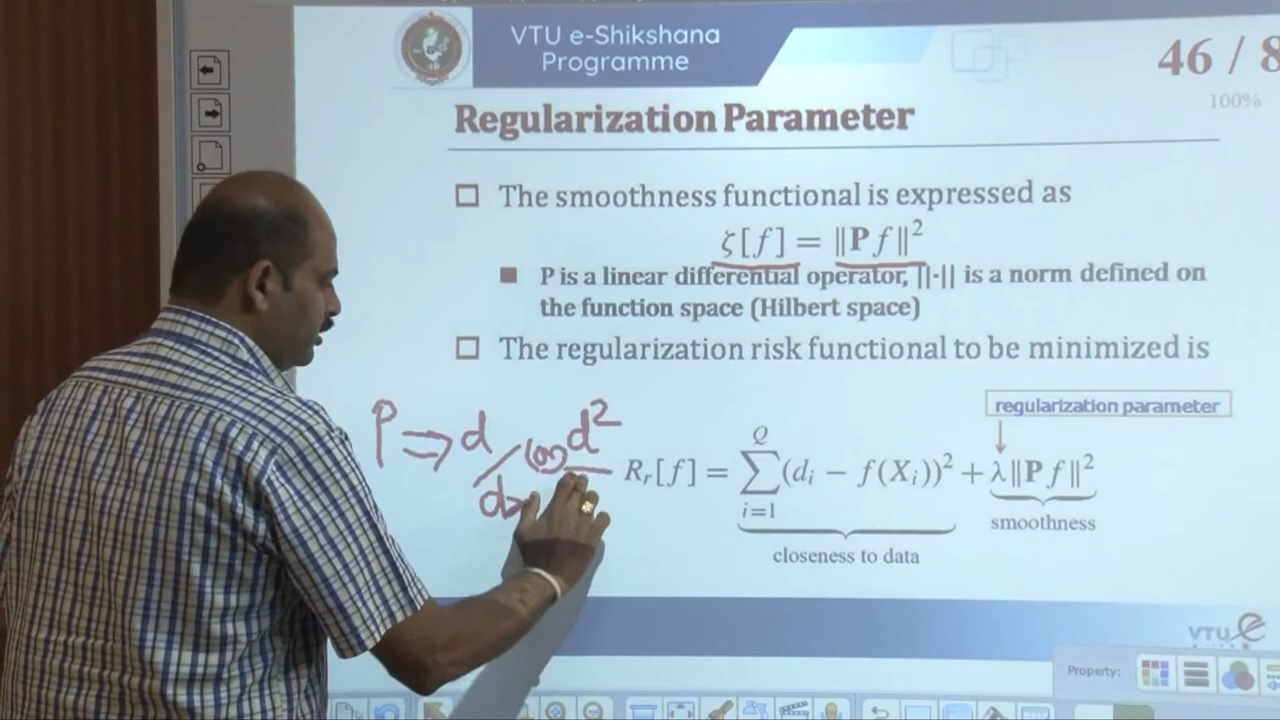 VTU e-Shikshana
Programme
46 / 8
100%
Regularization Parameter
The smoothness functional is expressed as
ζ[f] = ‖Pf‖²
P is a linear differential operator, ||·|| is a norm defined on
the function space (Hilbert space)
The regularization risk functional to be minimized is
regularization parameter
P ⇒ d/dx (or) d²
R_r[f] = ∑_{i=1}^{Q} (d_i − f(X_i))² + λ‖Pf‖²
closeness to data
smoothness
VTU e
Property: